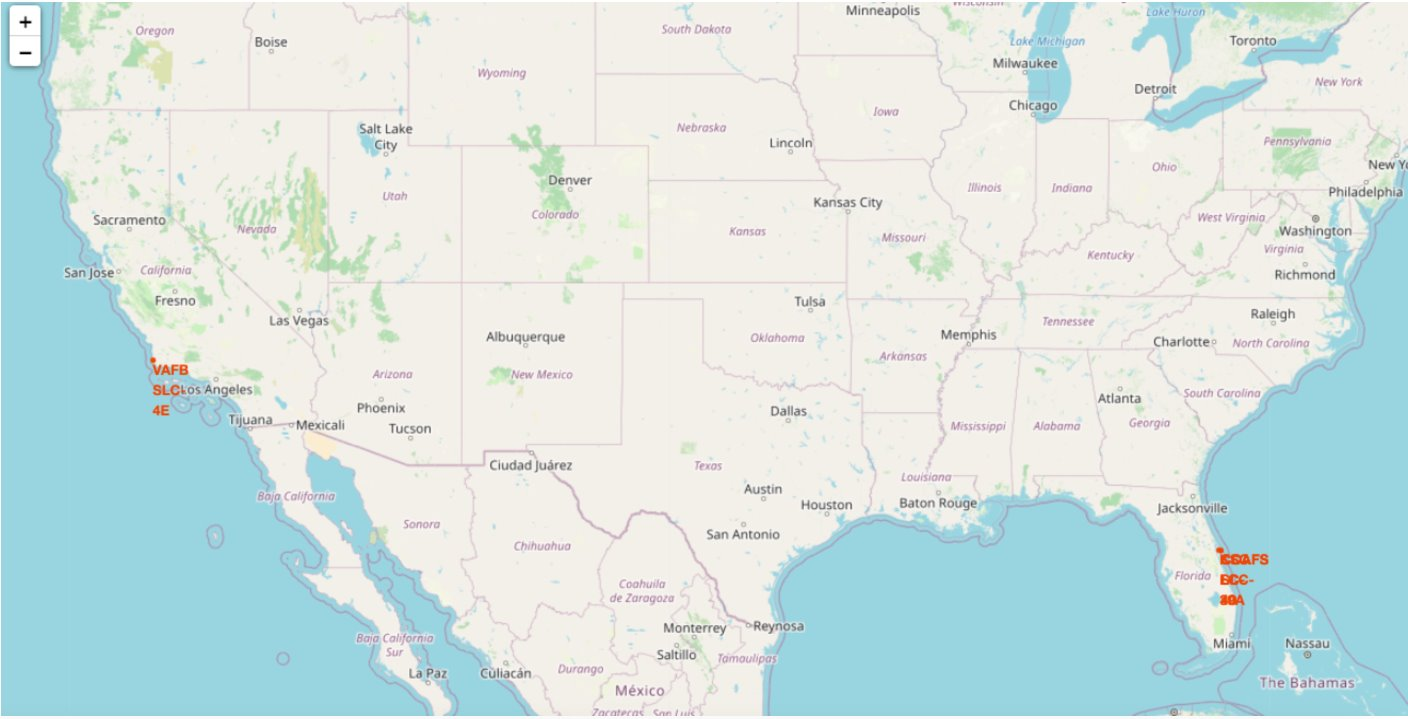 +
−
Oregon
Boise
South Dakota
Minneapolis
Wisconsin
Lake Huron
Lake Michigan
Toronto
Wyoming
Milwaukee
Detroit
New York
Chicago
Iowa
Salt Lake
City
Nebraska
Lincoln
Pennsylvania
New Yo
Denver
Utah
Colorado
Illinois
Indiana
Ohio
Philadelphia
Sacramento
Nevada
Kansas City
Kansas
Missouri
West Virginia
Washington
Virginia
San Jose
California
Kentucky
Richmond
Fresno
Las Vegas
Tulsa
Raleigh
Albuquerque
Oklahoma
Memphis
Tennessee
Charlotte
North Carolina
Arkansas
VAFB
SLC-
4E
Los Angeles
Arizona
New Mexico
South Carolina
Phoenix
Dallas
Atlanta
Tijuana
Mexicali
Tucson
Mississippi
Alabama
Georgia
Ciudad Juárez
Texas
Louisiana
Baja California
Austin
Houston
Baton Rouge
Jacksonville
Sonora
Chihuahua
San Antonio
Florida
Coahuila
de Zaragoza
Baja California
Sur
Monterrey
Reynosa
Miami
Nassau
Saltillo
Tamaulipas
La Paz
Culiacán
Durango
The Bahamas
México
Zacatecas
San Luis